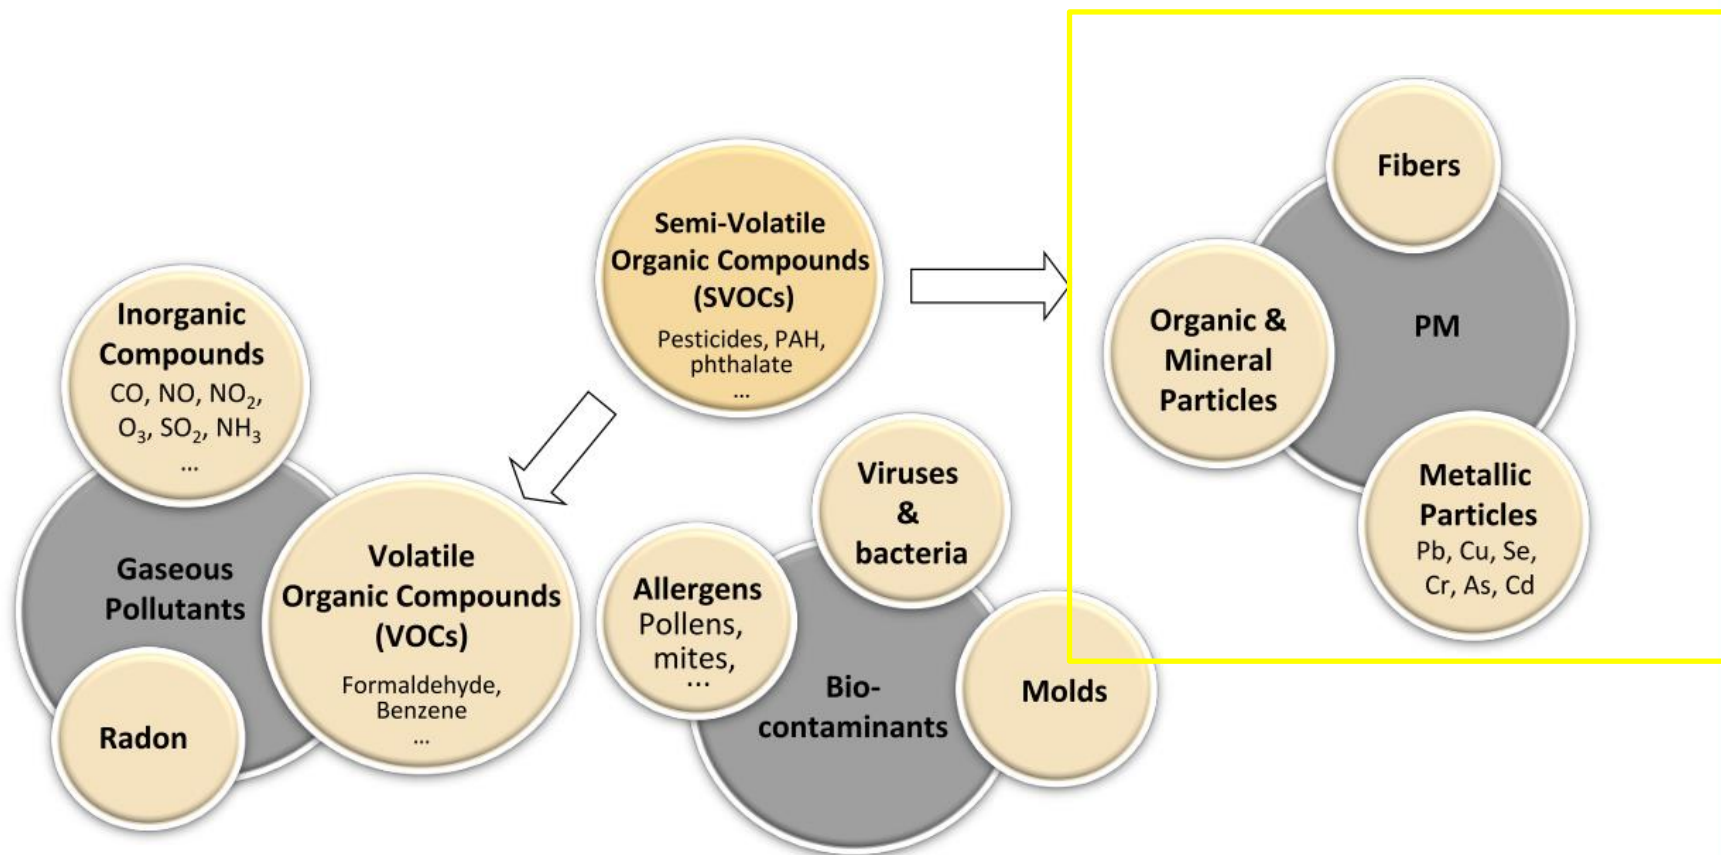 Fibers
Semi-Volatile
Organic Compounds
(SVOCs)
Pesticides, PAH,
phthalate
...
Organic &
Mineral
Particles
PM
Inorganic
Compounds
CO, NO, NO₂,
O₃, SO₂, NH₃
...
Metallic
Particles
Pb, Cu, Se,
Cr, As, Cd
Viruses
&
bacteria
Gaseous
Pollutants
Volatile
Organic Compounds
(VOCs)
Formaldehyde,
Benzene
...
Allergens
Pollens,
mites,
...
Bio-
contaminants
Molds
Radon